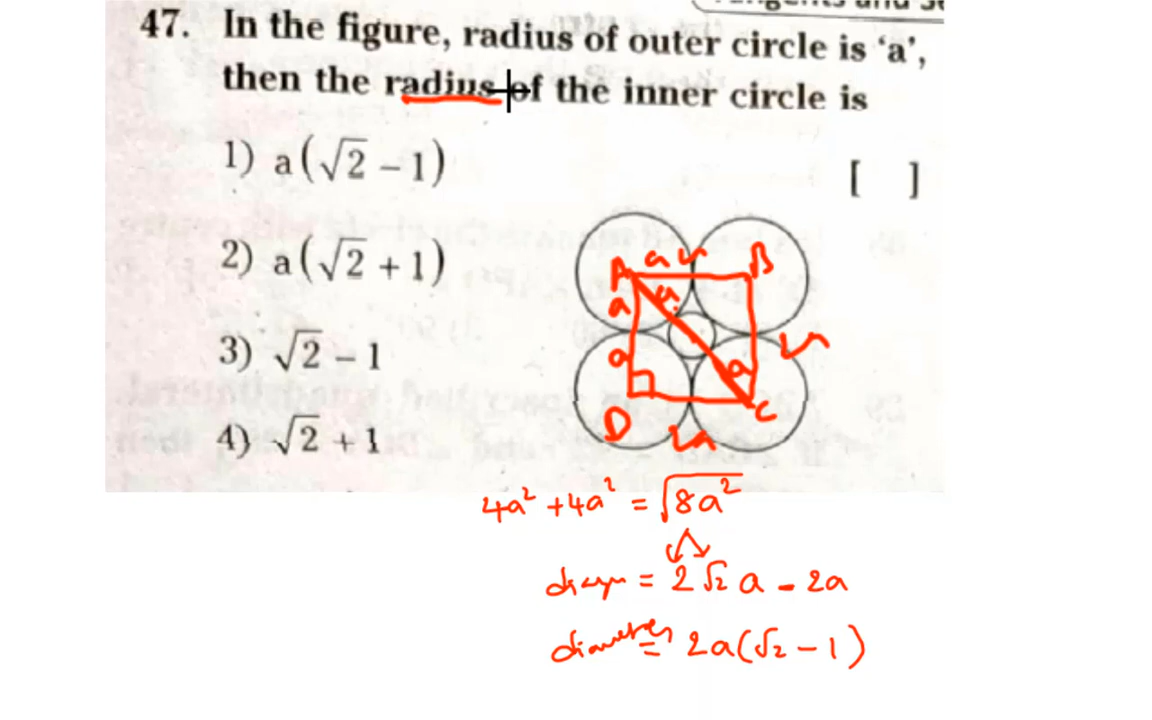 47. In the figure, radius of outer circle is ‘a’,
then the radius of the inner circle is
1) a(√2 – 1)
[ ]
2) a(√2 + 1)
3) √2 – 1
4) √2 + 1
A a B
a a
a a
D 2a C
4a² + 4a² = √8a²
= 2√2 a - 2a
diameter = 2a(√2 - 1)